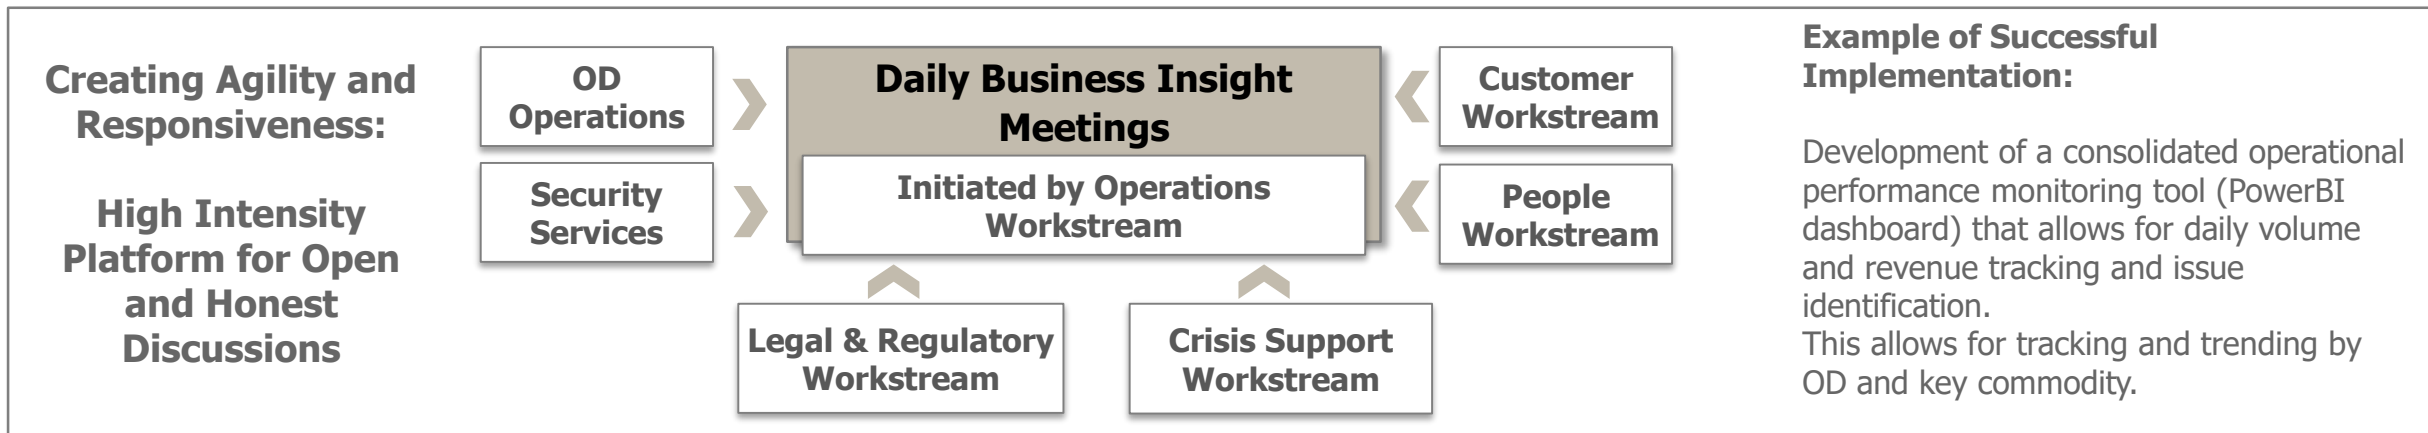 Creating Agility and
Responsiveness:
High Intensity
Platform for Open
and Honest
Discussions
OD
Operations
Security
Services
Daily Business Insight
Meetings
Initiated by Operations
Workstream
Customer
Workstream
People
Workstream
Legal & Regulatory
Workstream
Crisis Support
Workstream
Example of Successful
Implementation:
Development of a consolidated operational
performance monitoring tool (PowerBI
dashboard) that allows for daily volume
and revenue tracking and issue
identification.
This allows for tracking and trending by
OD and key commodity.